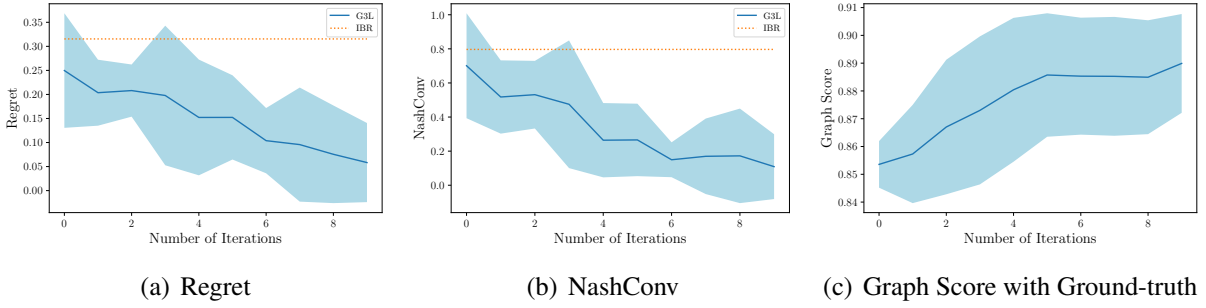 0.35
0.30
0.25
0.20
0.15
0.10
0.05
0.00
Regret
G3L
IBR
0 2 4 6 8
Number of Iterations
(a) Regret
1.0
0.8
0.6
0.4
0.2
0.0
NashConv
G3L
IBR
0 2 4 6 8
Number of Iterations
(b) NashConv
0.91
0.90
0.89
0.88
0.87
0.86
0.85
0.84
Graph Score
0 2 4 6 8
Number of Iterations
(c) Graph Score with Ground-truth